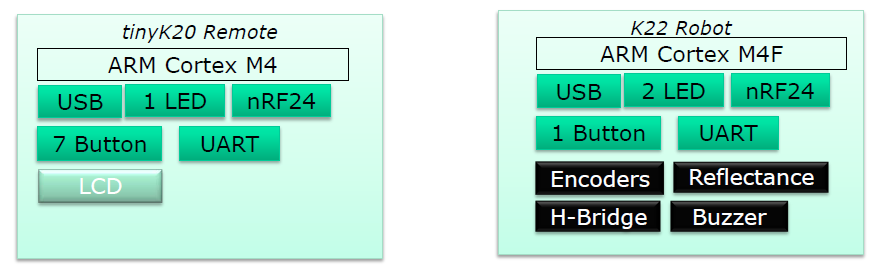 tinyK20 Remote
ARM Cortex M4
USB 1 LED nRF24
7 Button UART
LCD
K22 Robot
ARM Cortex M4F
USB 2 LED nRF24
1 Button UART
Encoders Reflectance
H-Bridge Buzzer